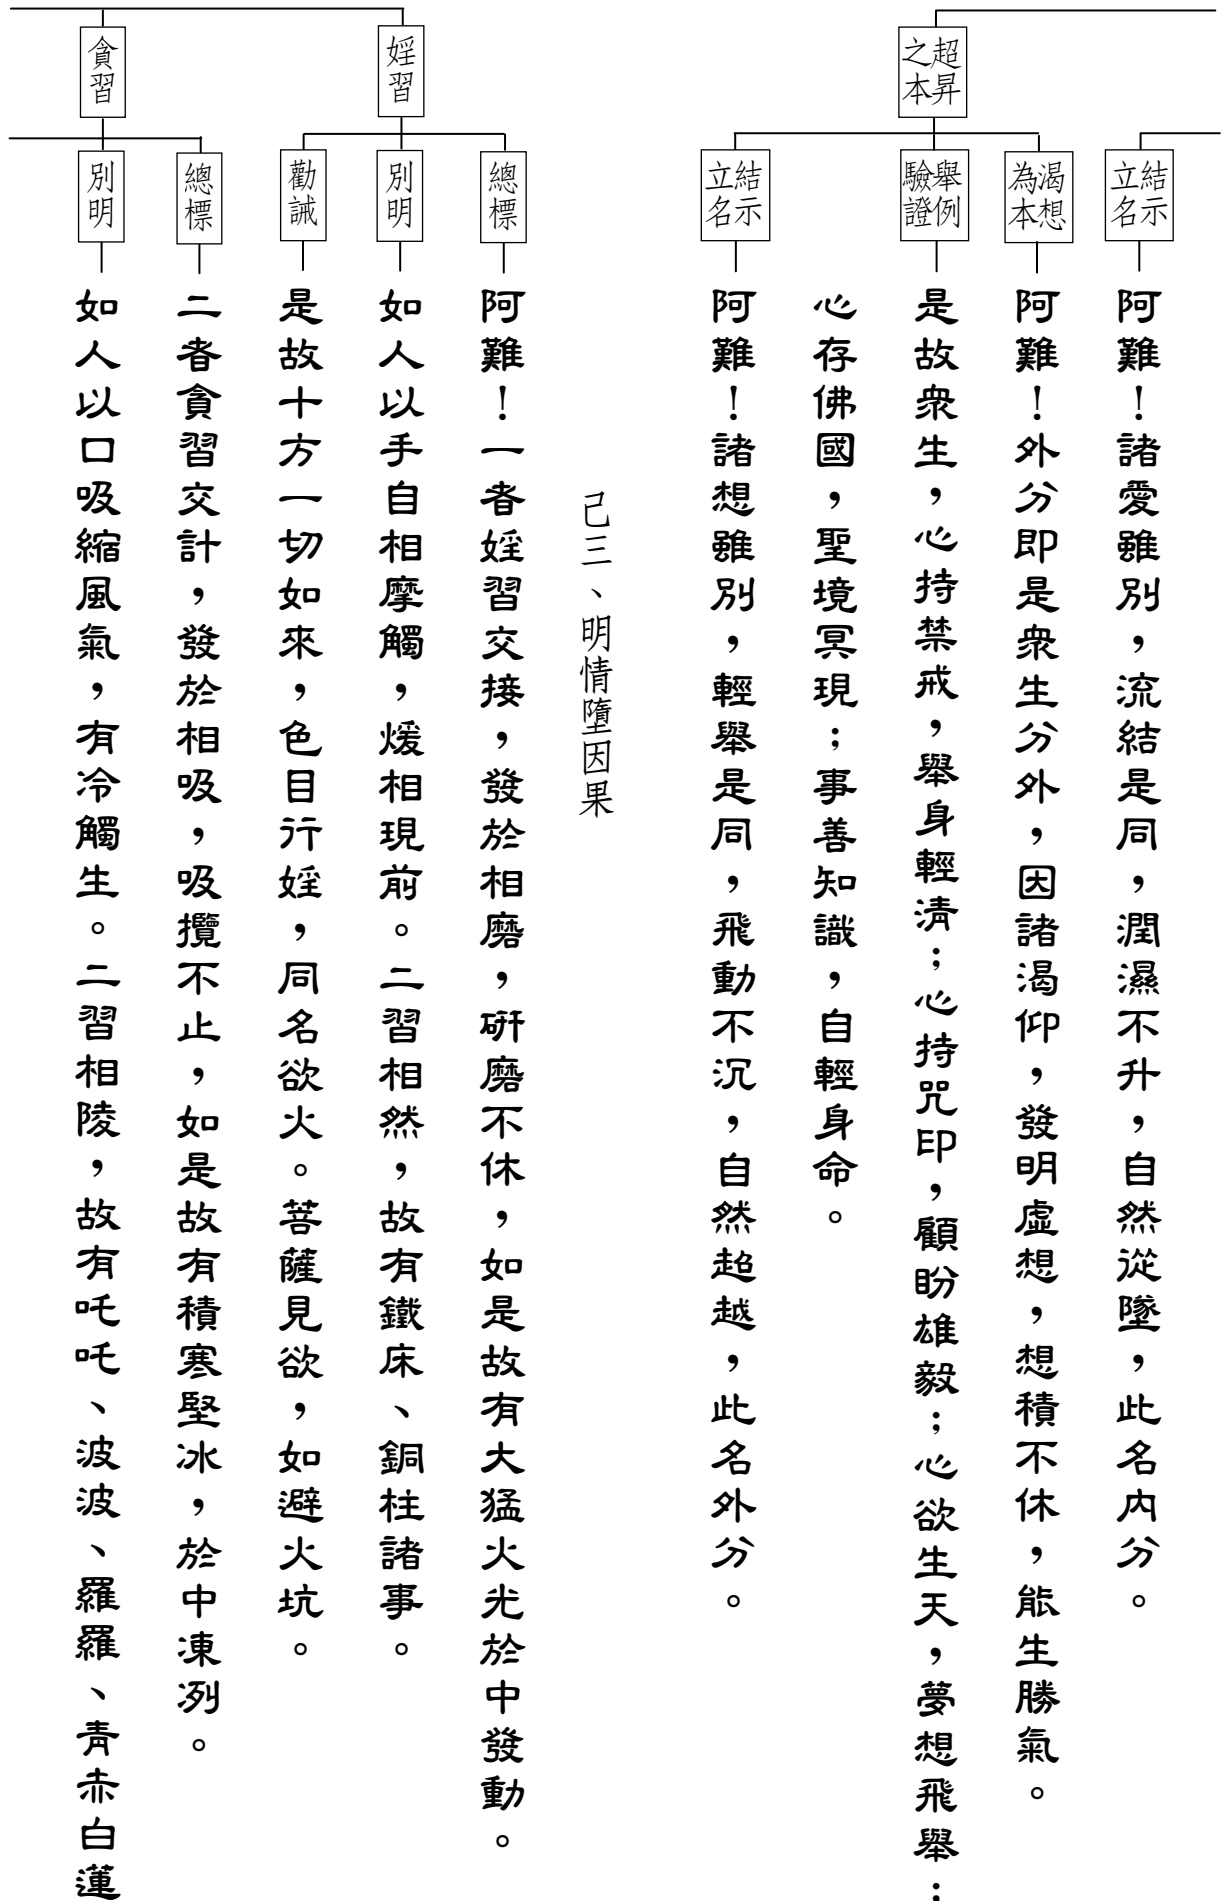 結示立名
阿難！諸愛雖別，流結是同，潤濕不升，自然從墜，此名內分。
超昇之本
渴想為本
阿難！外分即是衆生分外，因諸渴仰，發明虛想，想積不休，能生勝氣。
舉例驗證
是故衆生，心持禁戒，舉身輕清；心持咒印，顧盼雄毅；心欲生天，夢想飛舉；
心存佛國，聖境冥現；事善知識，自輕身命。
結示立名
阿難！諸想雖別，輕舉是同，飛動不沉，自然超越，此名外分。
己三、明情墮因果
婬習
總標
阿難！一者婬習交接，發於相磨，研磨不休，如是故有大猛火光於中發動。
別明
如人以手自相摩觸，煖相現前。二習相然，故有鐵床、銅柱諸事。
勸誡
是故十方一切如來，色目行婬，同名欲火。菩薩見欲，如避火坑。
貪習
總標
二者貪習交計，發於相吸，吸攬不止，如是故有積寒堅冰，於中凍冽。
別明
如人以口吸縮風氣，有冷觸生。二習相陵，故有吒吒、波波、羅羅、青赤白蓮